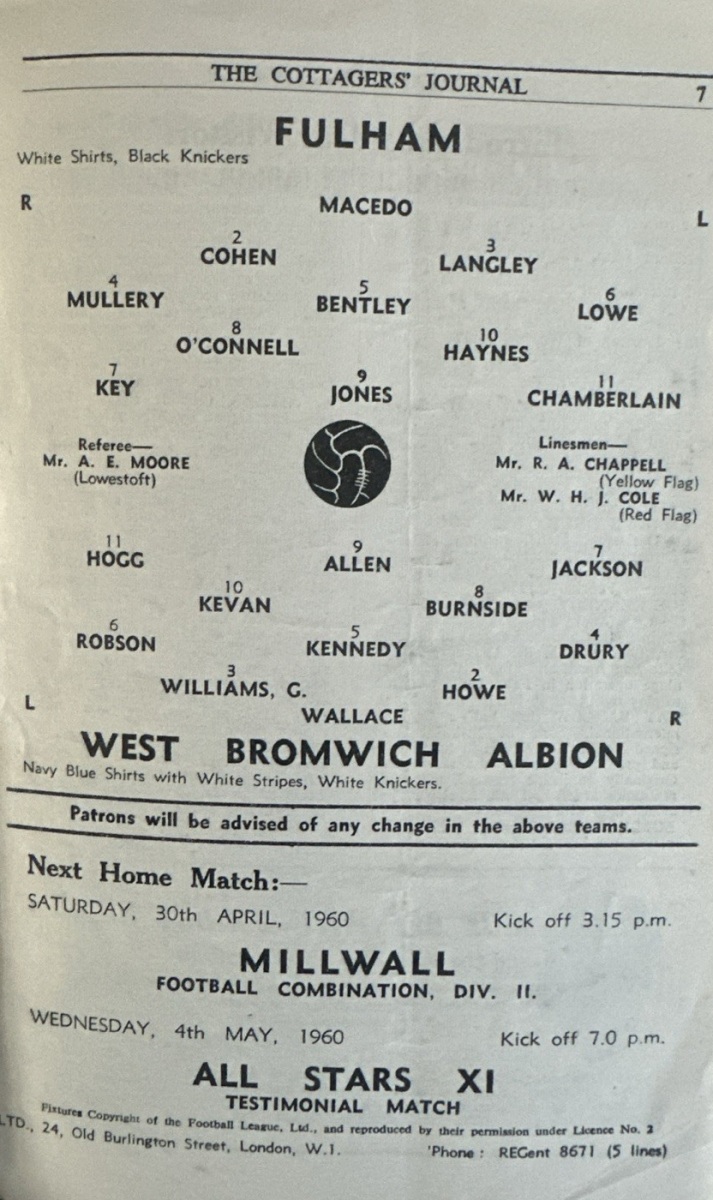 THE COTTAGERS' JOURNAL 7
FULHAM
White Shirts, Black Knickers
R MACEDO L
2 3
COHEN LANGLEY
4 5 6
MULLERY BENTLEY LOWE
8 10
O'CONNELL HAYNES
7 9 11
KEY JONES CHAMBERLAIN
Referee—
Mr. A. E. MOORE
(Lowestoft)
Linesmen—
Mr. R. A. CHAPPELL
(Yellow Flag)
Mr. W. H. J. COLE
(Red Flag)
11 9 7
HOGG ALLEN JACKSON
10 8
KEVAN BURNSIDE
6 5 4
ROBSON KENNEDY DRURY
3 2
WILLIAMS, G. HOWE
L WALLACE R
WEST BROMWICH ALBION
Navy Blue Shirts with White Stripes, White Knickers.
Patrons will be advised of any change in the above teams.
Next Home Match:—
SATURDAY, 30th APRIL, 1960 Kick off 3.15 p.m.
MILLWALL
FOOTBALL COMBINATION, DIV. II.
WEDNESDAY, 4th MAY, 1960 Kick off 7.0 p.m.
ALL STARS XI
TESTIMONIAL MATCH
Fixtures Copyright of the Football League, Ltd., and reproduced by their permission under Licence No. 2
LTD., 24, Old Burlington Street, London, W.1. 'Phone : REGent 8671 (5 lines)